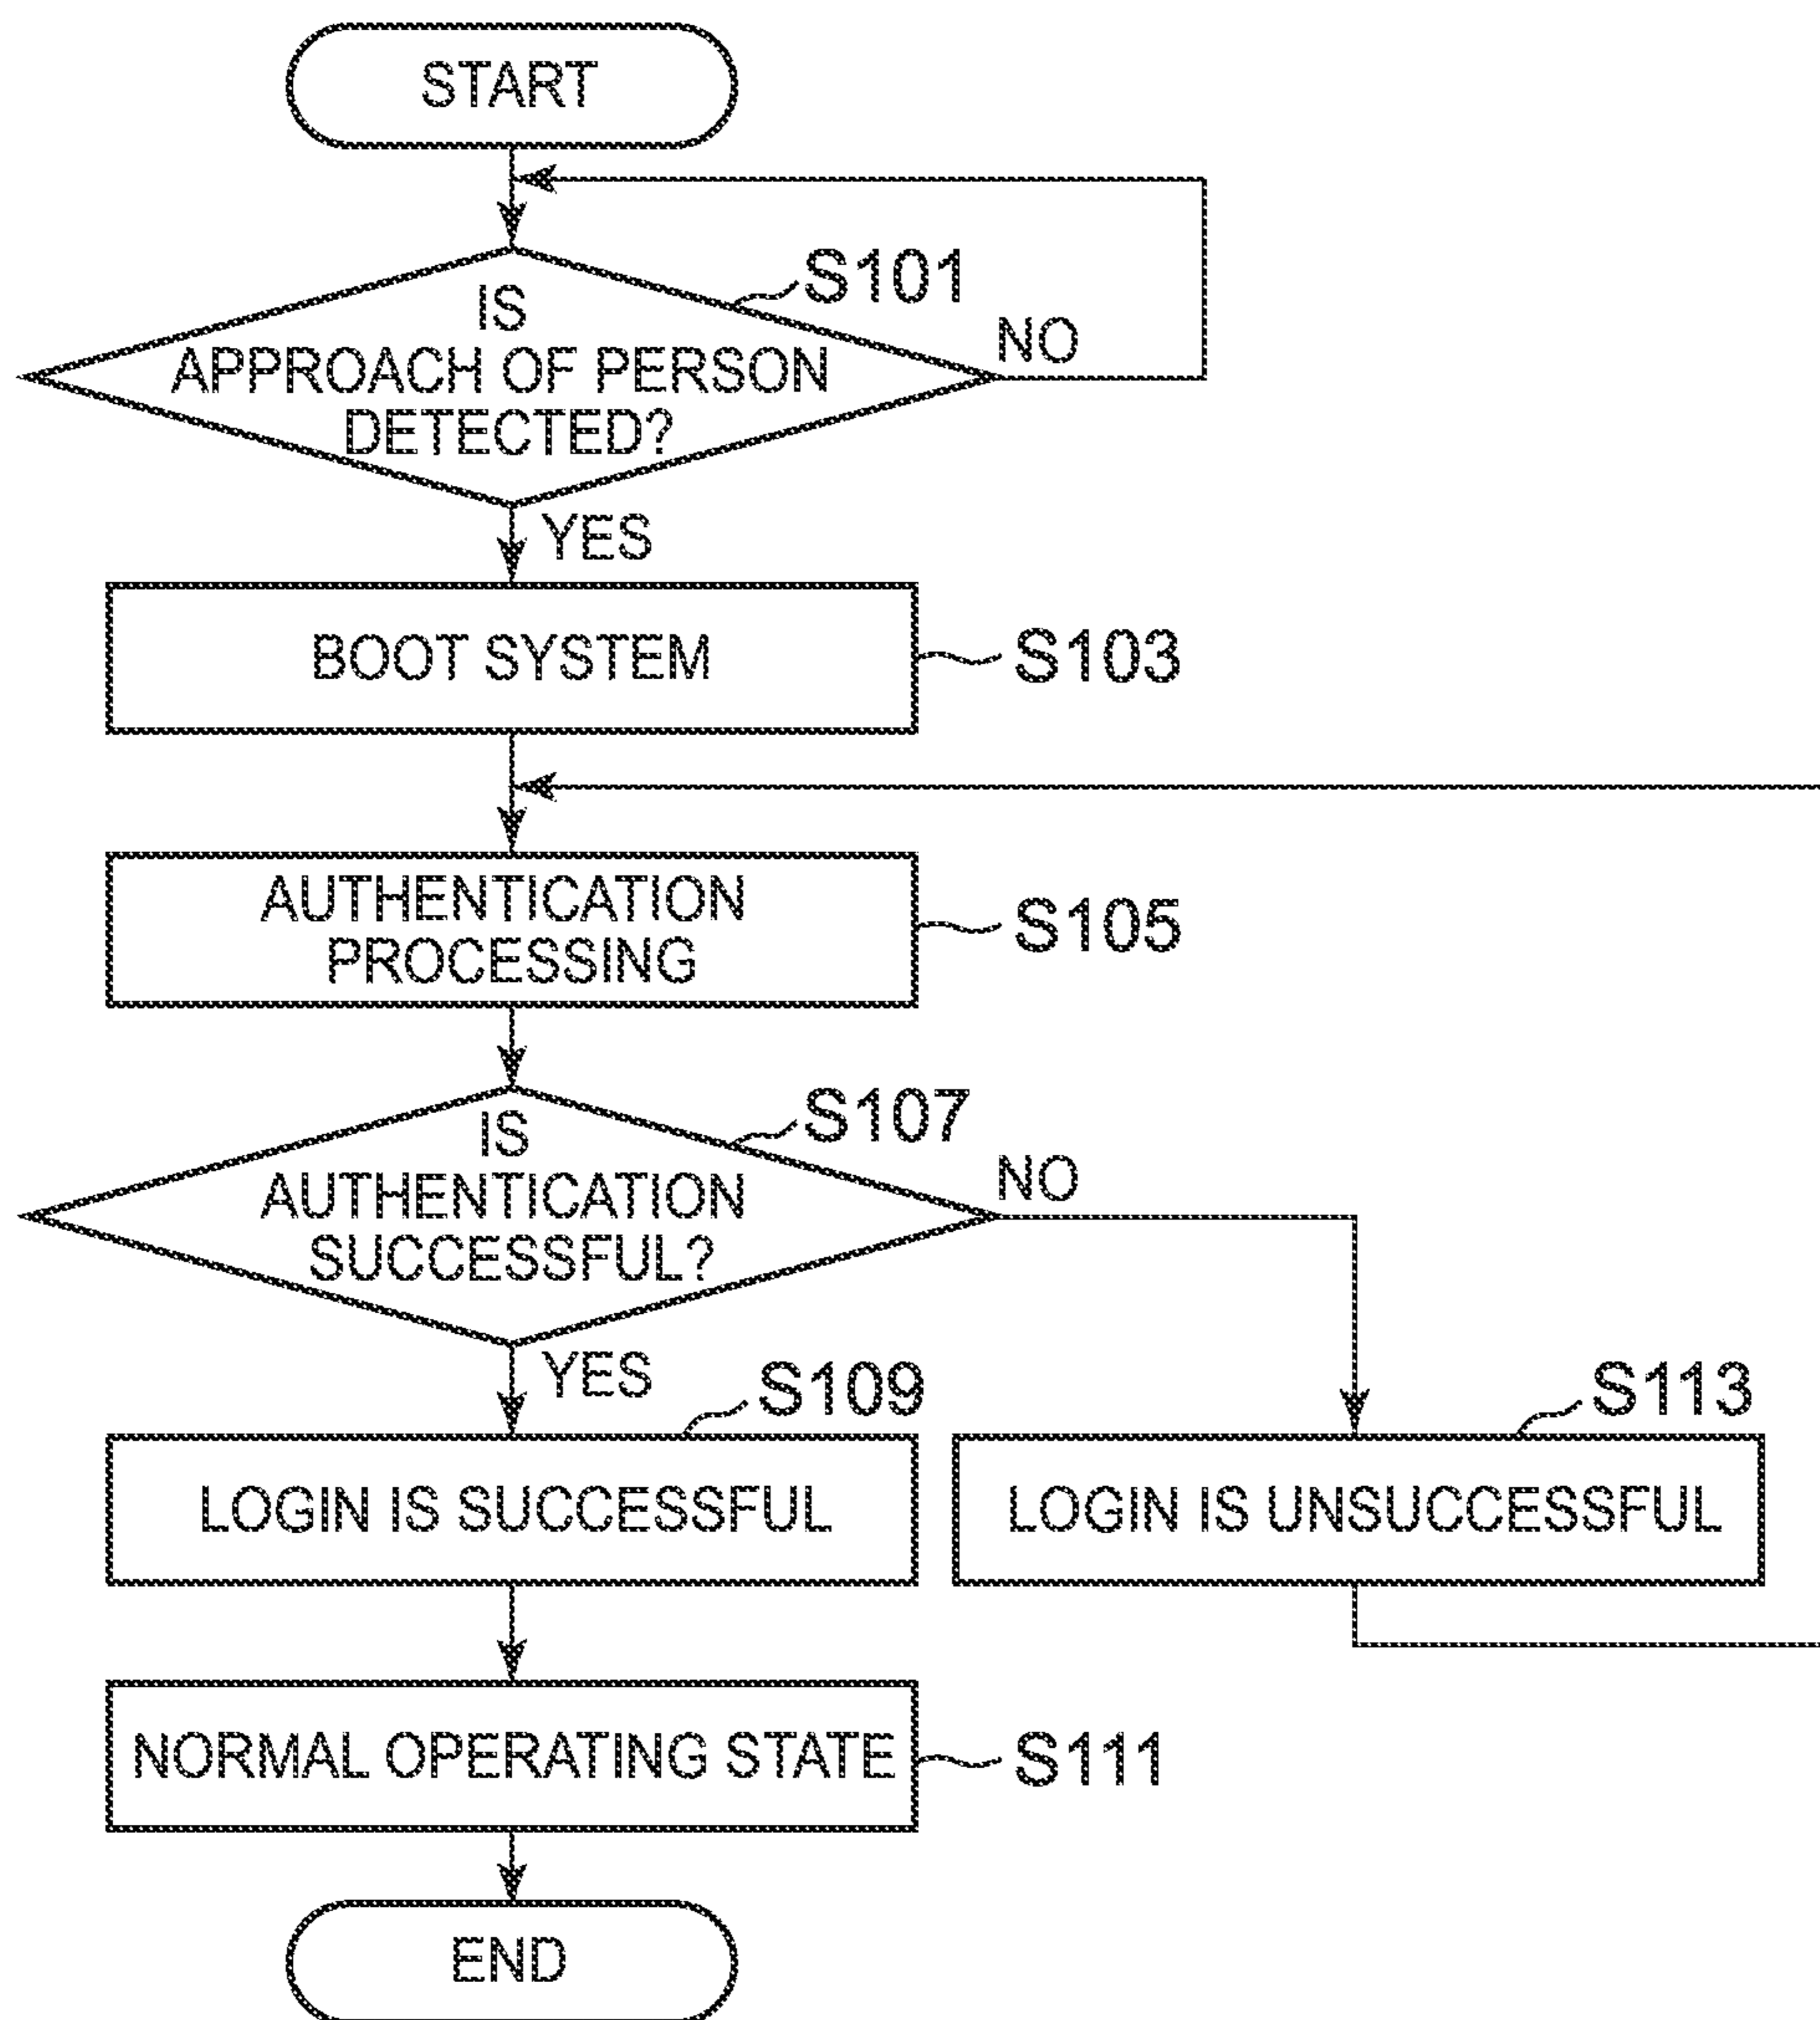 START
S101
IS
APPROACH OF PERSON
DETECTED?
NO
YES
BOOT SYSTEM
S103
AUTHENTICATION
PROCESSING
S105
S107
IS
AUTHENTICATION
SUCCESSFUL?
NO
YES
S109
S113
LOGIN IS SUCCESSFUL
LOGIN IS UNSUCCESSFUL
NORMAL OPERATING STATE
S111
END